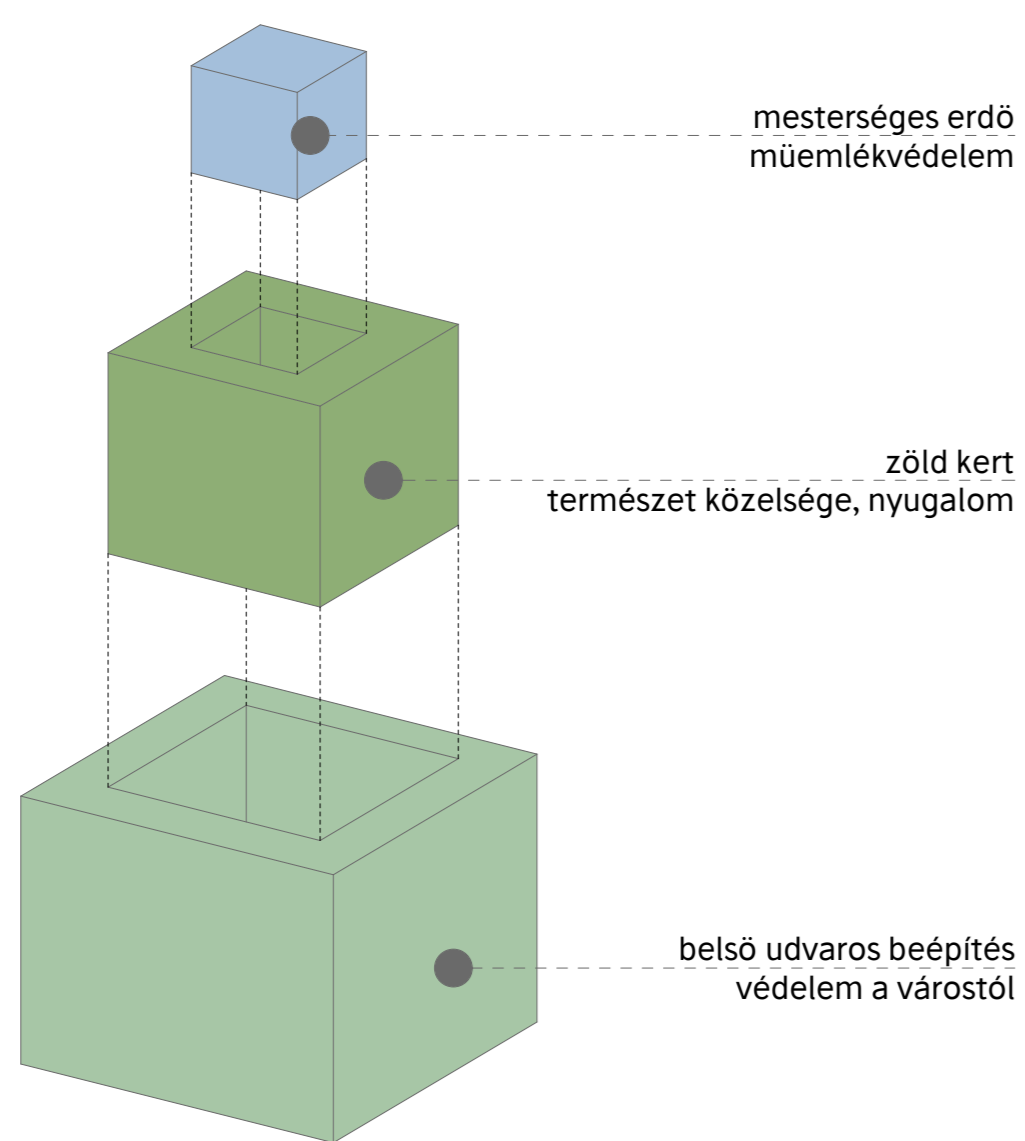 mesterséges erdö
müemlékvédelem
zöld kert
természet közelsége, nyugalom
belsö udvaros beépítés
védelem a várostól